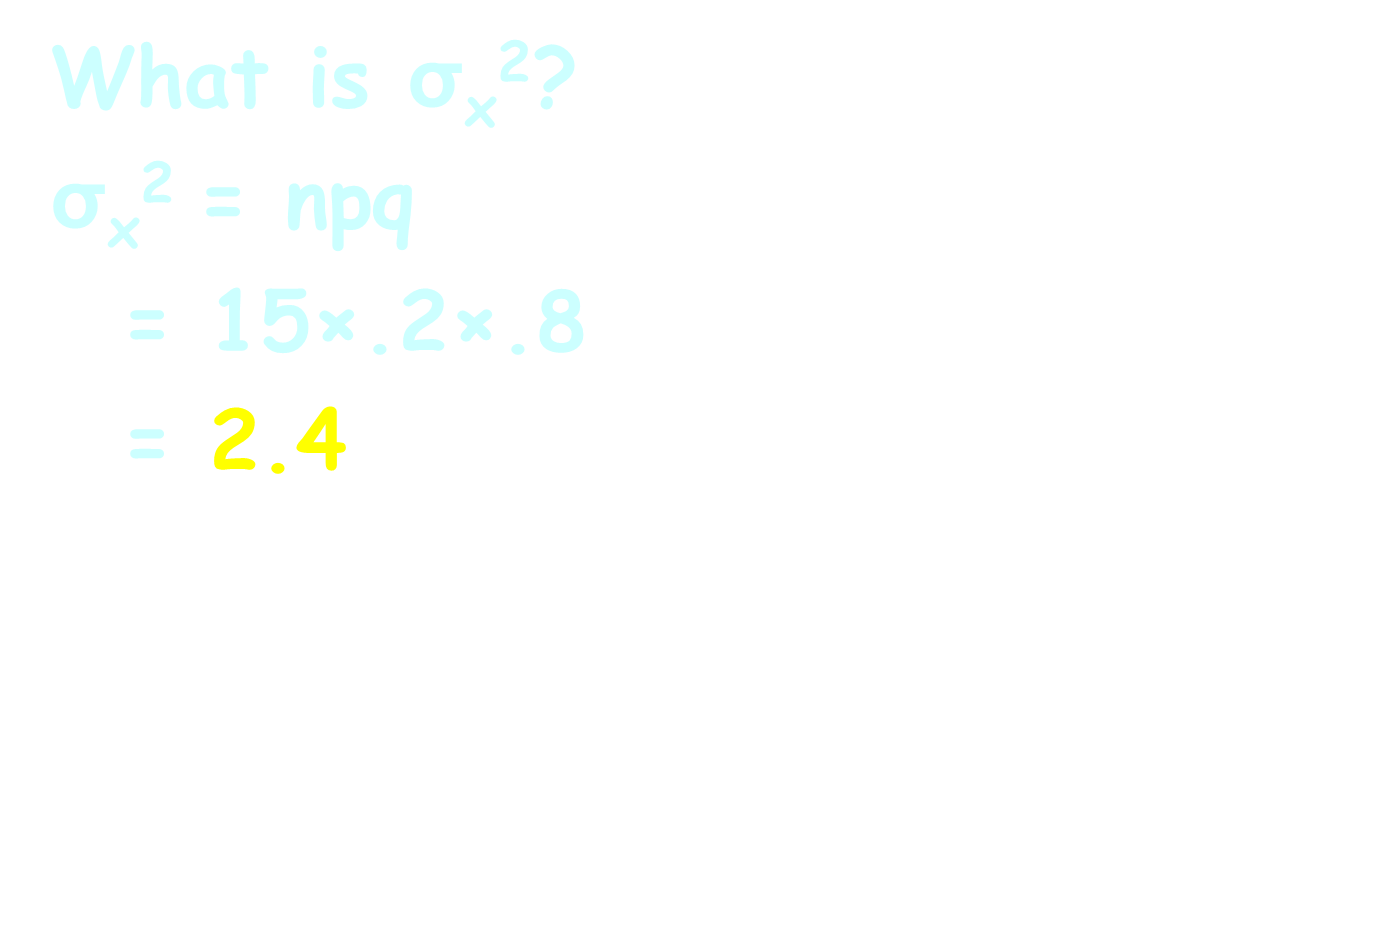 What is σₓ²?
σₓ² = npq
= 15×.2×.8
= 2.4